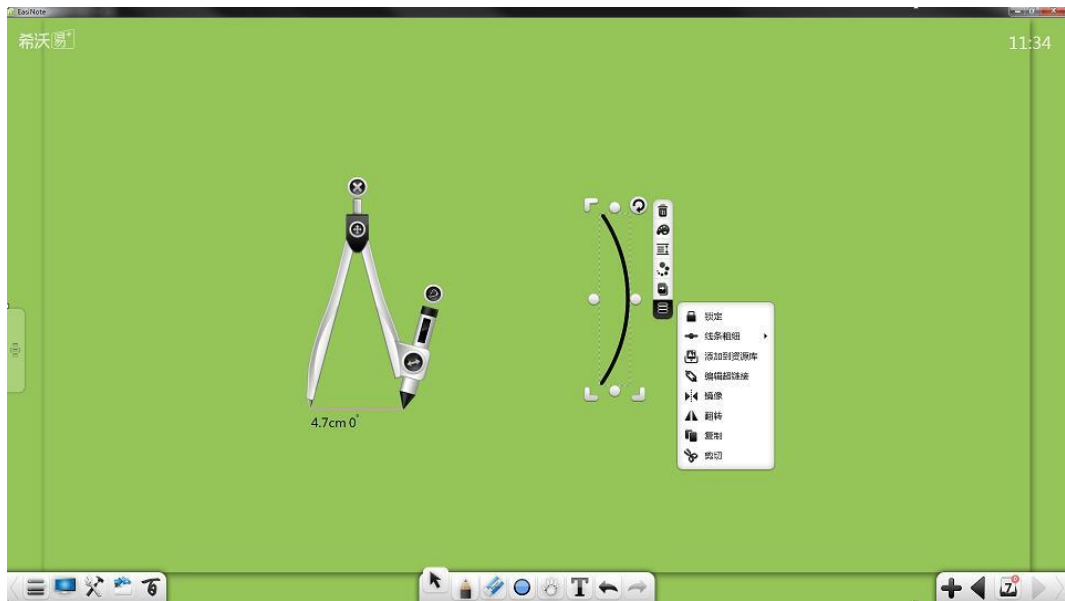 EasiNote
希沃易+
11:34
锁定
线条粗细
添加到资源库
编辑超链接
镜像
翻转
复制
剪切
4.7cm 0°
T
7